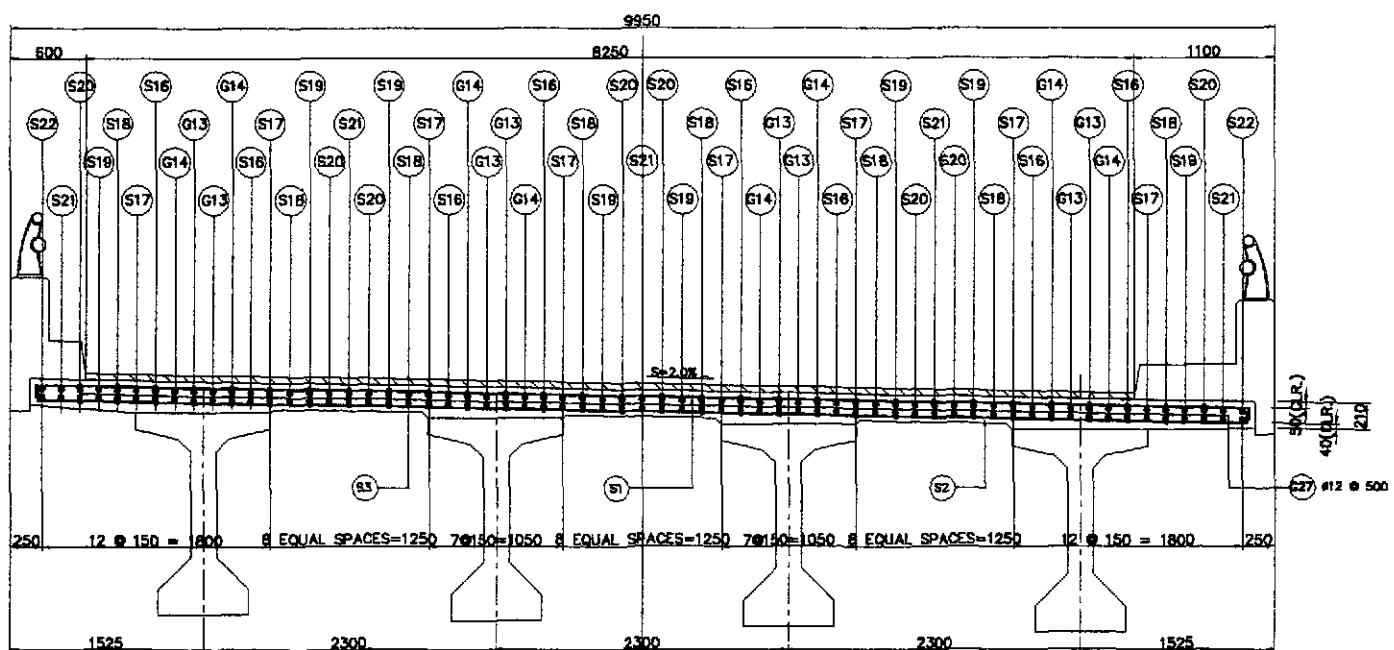 9950
600 8250 1100
S20 S16 G14 S19 S19 G14 S16 S20 S20 S16 G14 S19 S19 G14 S16 S20
S22 S18 G13 S17 S21 S17 G13 S18 S18 G13 S17 S21 S17 G13 S18 S22
S19 G14 S16 S20 S18 G13 S17 S21 S17 G13 S18 S20 S16 G14 S19
S21 S17 G13 S18 S20 S16 G14 S19 S19 G14 S16 S20 S18 G13 S17 S21
S=2.0%
50(CLR.)
40(CLR.)
210
S3 S1 S2 G27 ø12 @ 500
250 12 @ 150 = 1800 8 EQUAL SPACES=1250 7@150=1050 8 EQUAL SPACES=1250 7@150=1050 8 EQUAL SPACES=1250 12 @ 150 = 1800 250
1525 2300 2300 2300 1525